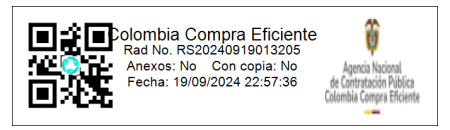 Colombia Compra Eficiente
Rad No. RS20240919013205
Anexos: No Con copia: No
Fecha: 19/09/2024 22:57:36
Agencia Nacional
de Contratación Pública
Colombia Compra Eficiente